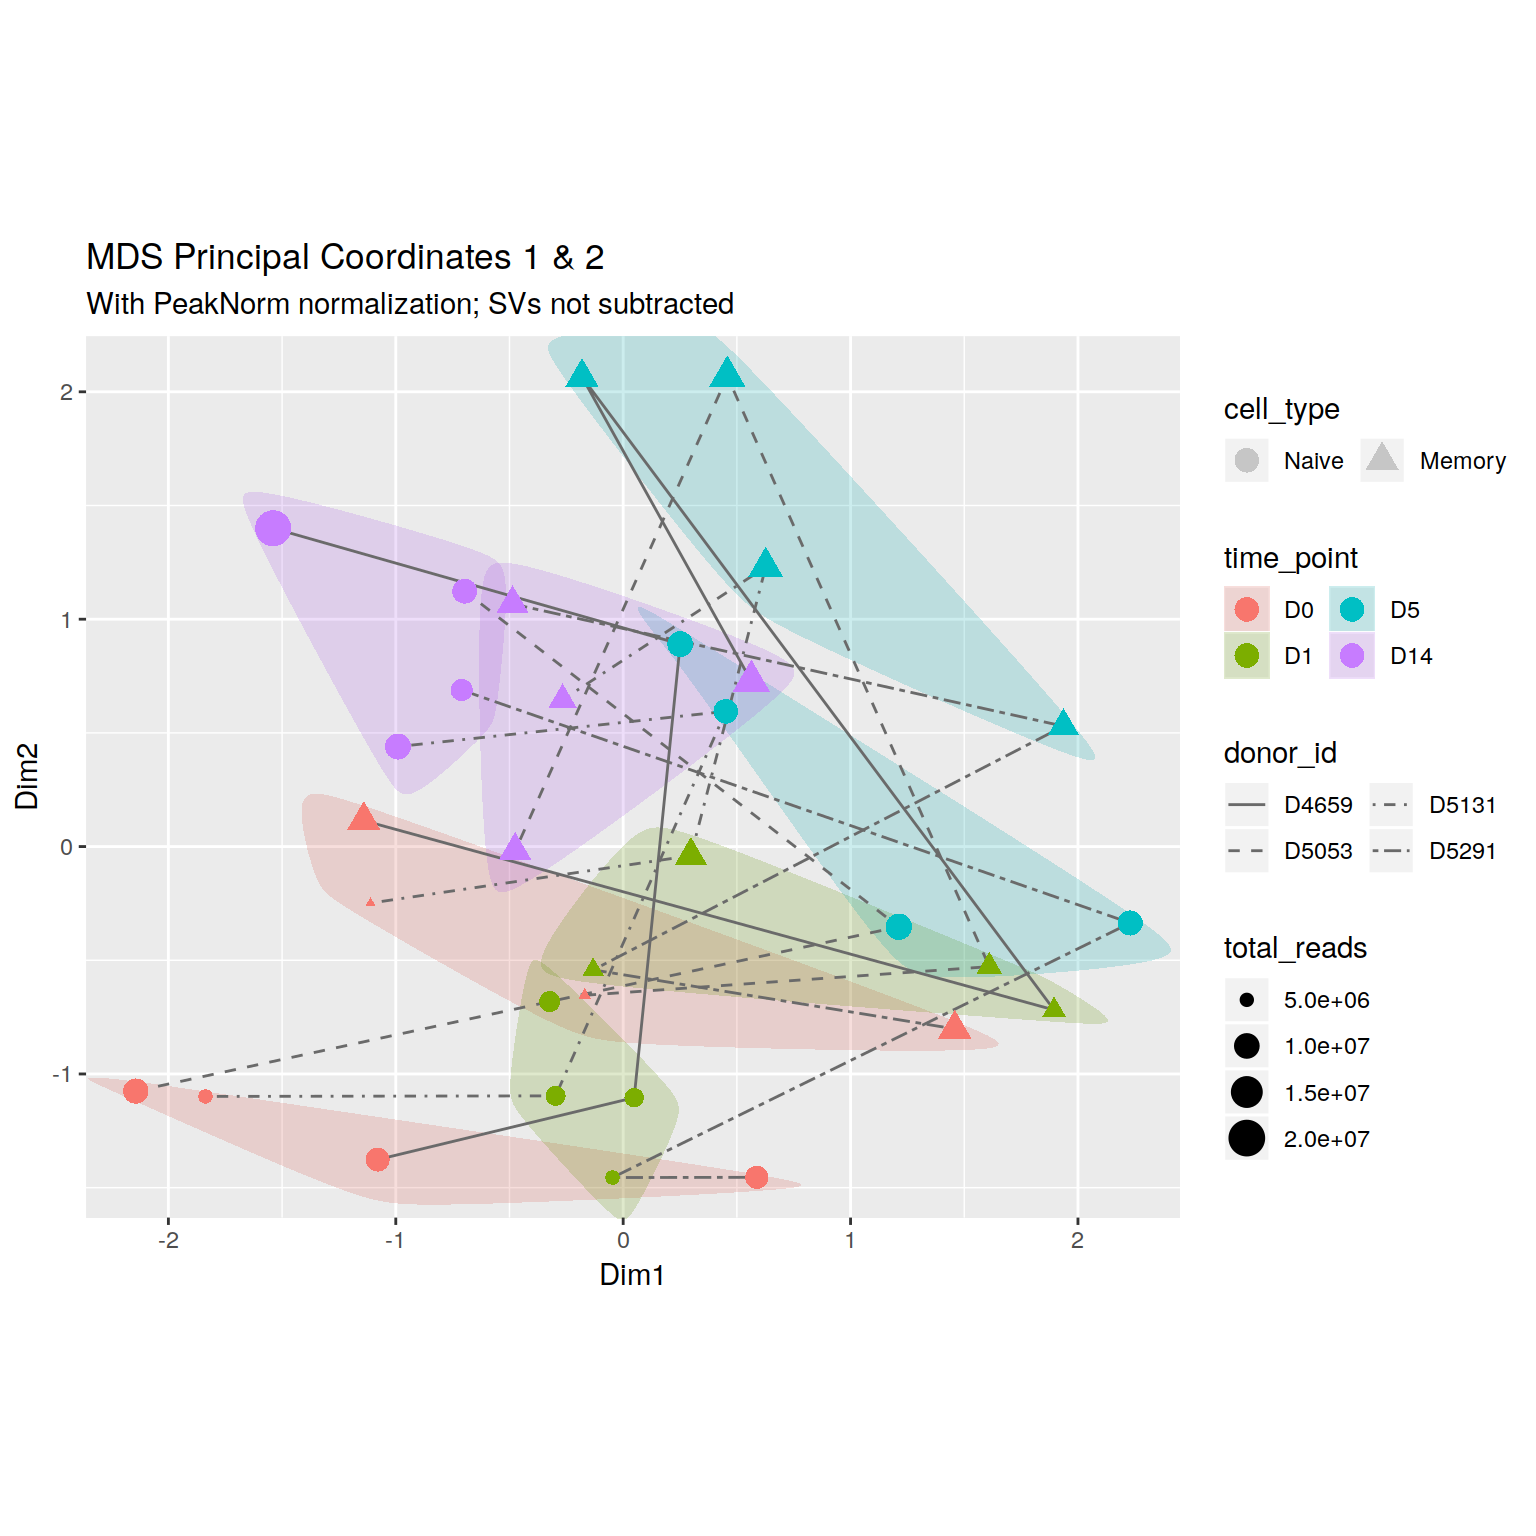 MDS Principal Coordinates 1 & 2
With PeakNorm normalization; SVs not subtracted
Dim2
2
1
0
-1
-2 -1 0 1 2
Dim1
cell_type
Naive Memory
time_point
D0 D5
D1 D14
donor_id
D4659 D5131
D5053 D5291
total_reads
5.0e+06
1.0e+07
1.5e+07
2.0e+07